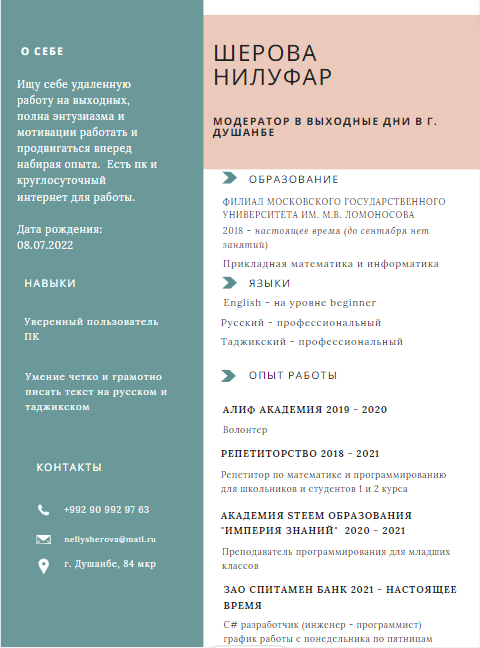 О СЕБЕ
Ищу себе удаленную
работу на выходных,
полна энтузиазма и
мотивации работать и
продвигаться вперед
набирая опыта. Есть пк и
круглосуточный
интернет для работы.
Дата рождения:
08.07.2022
НАВЫКИ
Уверенный пользователь
ПК
Умение четко и грамотно
писать текст на русском и
таджикском
КОНТАКТЫ
+992 90 992 97 63
nellysherova@mail.ru
г. Душанбе, 84 мкр
ШЕРОВА
НИЛУФАР
МОДЕРАТОР В ВЫХОДНЫЕ ДНИ В Г.
ДУШАНБЕ
ОБРАЗОВАНИЕ
ФИЛИАЛ МОСКОВСКОГО ГОСУДАРСТВЕННОГО
УНИВЕРСИТЕТА ИМ. М.В. ЛОМОНОСОВА
2018 - настоящее время (до сентября нет
занятий)
Прикладная математика и информатика
ЯЗЫКИ
English - на уровне beginner
Русский - профессиональный
Таджикский - профессиональный
ОПЫТ РАБОТЫ
АЛИФ АКАДЕМИЯ 2019 - 2020
Волонтер
РЕПЕТИТОРСТВО 2018 - 2021
Репетитор по математике и программированию
для школьников и студентов 1 и 2 курса
АКАДЕМИЯ STEEM ОБРАЗОВАНИЯ
"ИМПЕРИЯ ЗНАНИЙ" 2020 - 2021
Преподаватель программирования для младших
классов
ЗАО СПИТАМЕН БАНК 2021 - НАСТОЯЩЕЕ
ВРЕМЯ
C# разработчик (инженер - программист)
график работы с понедельника по пятницам